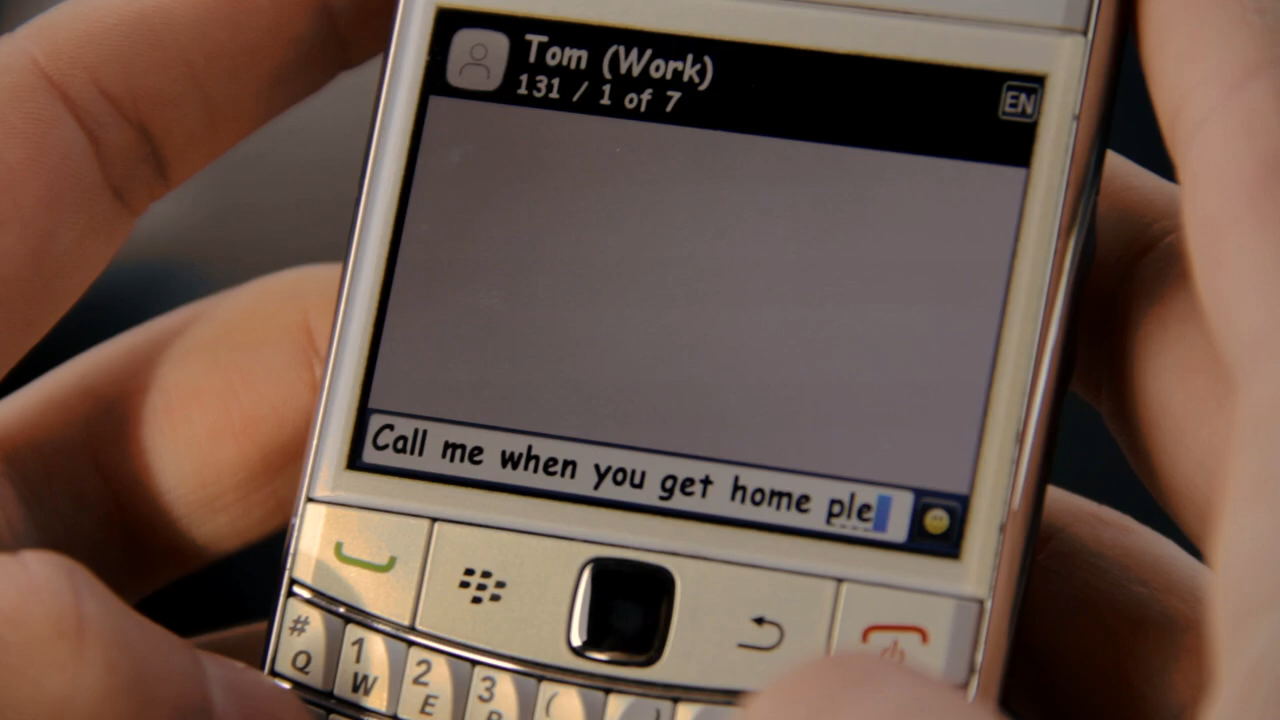 Tom (Work)
131 / 1 of 7
EN
Call me when you get home ple
#
Q
1
W
2
E
3
(
)